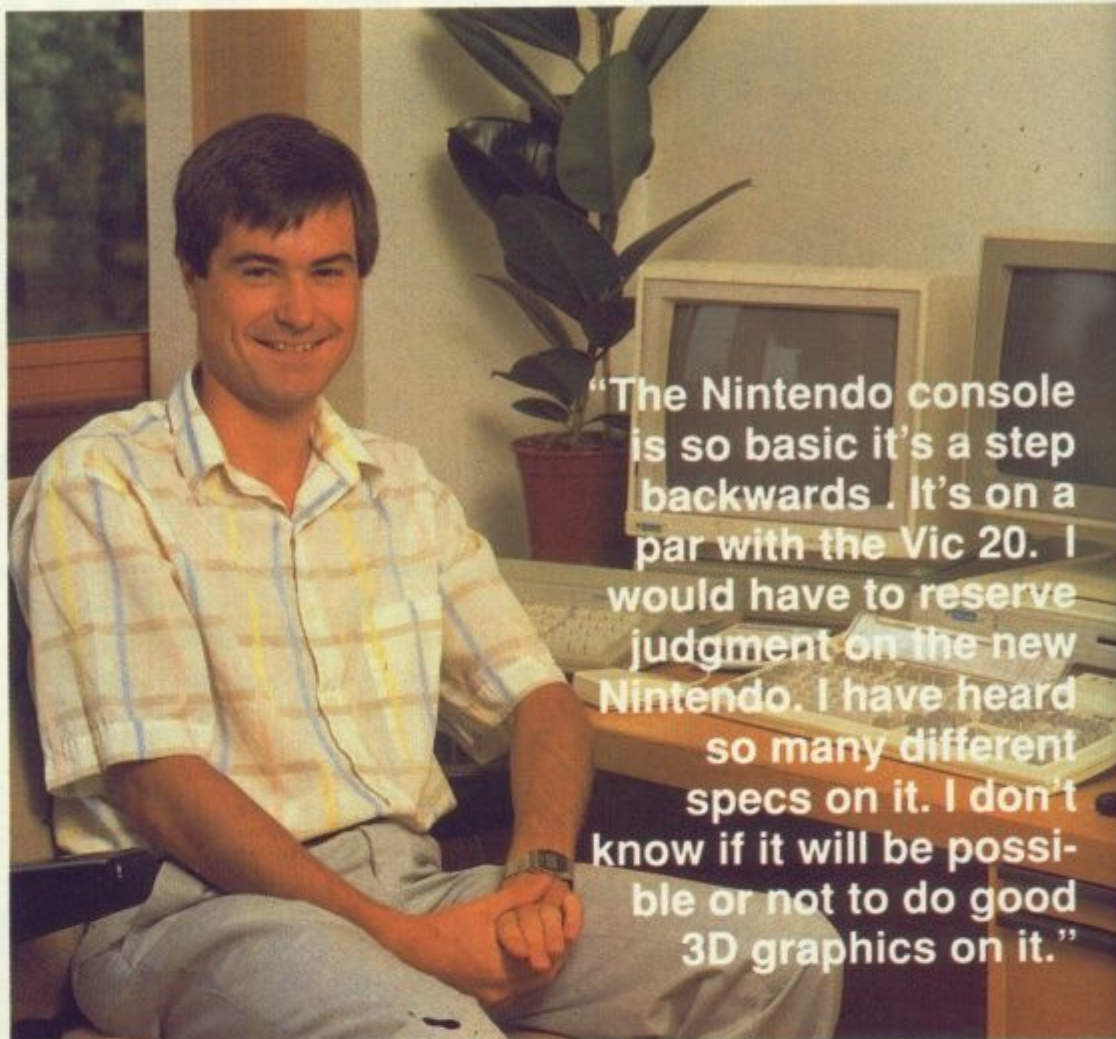 “The Nintendo console
is so basic it’s a step
backwards . It’s on a
par with the Vic 20. I
would have to reserve
judgment on the new
Nintendo. I have heard
so many different
specs on it. I don’t
know if it will be possi-
ble or not to do good
3D graphics on it.”